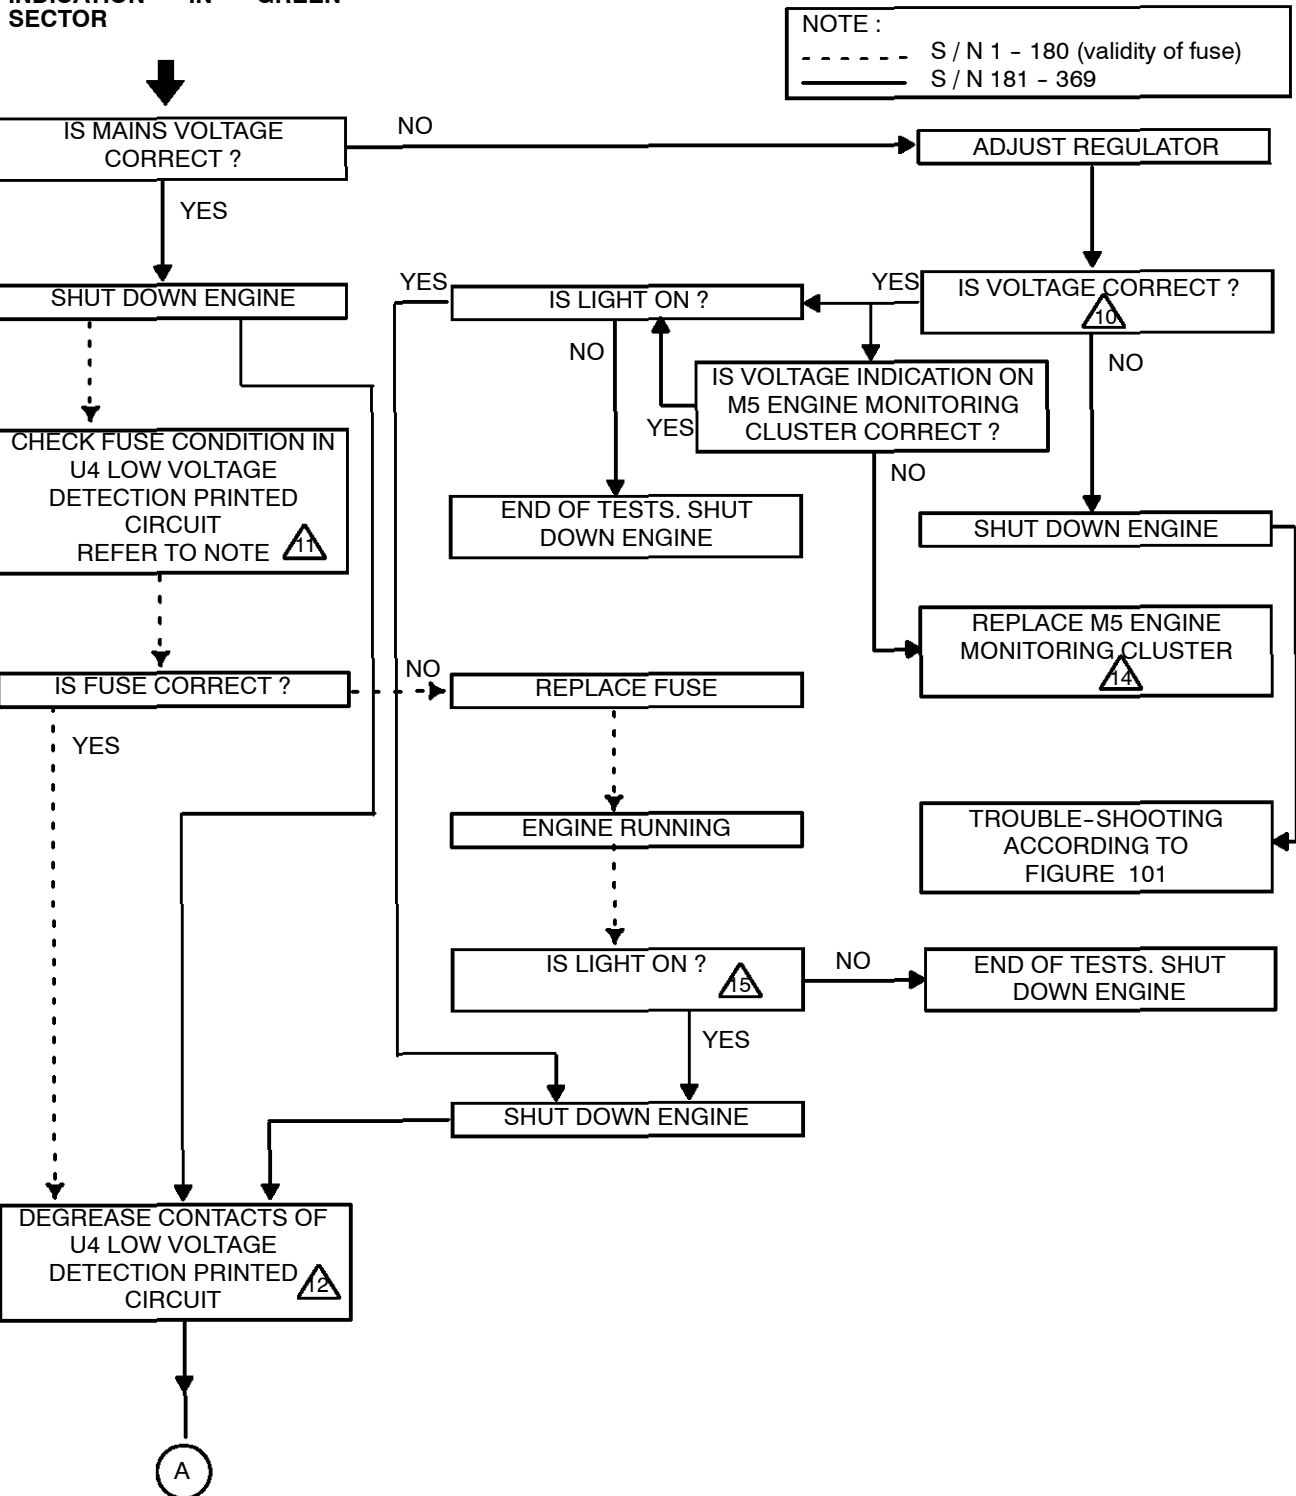 INDICATION IN GREEN
SECTOR
NOTE :
S / N 1 - 180 (validity of fuse)
S / N 181 - 369
IS MAINS VOLTAGE
CORRECT ?
NO
ADJUST REGULATOR
YES
SHUT DOWN ENGINE
YES
IS LIGHT ON ?
YES
IS VOLTAGE CORRECT ?
10
NO
NO
IS VOLTAGE INDICATION ON
M5 ENGINE MONITORING
CLUSTER CORRECT ?
YES
NO
CHECK FUSE CONDITION IN
U4 LOW VOLTAGE
DETECTION PRINTED
CIRCUIT
REFER TO NOTE 11
END OF TESTS. SHUT
DOWN ENGINE
SHUT DOWN ENGINE
REPLACE M5 ENGINE
MONITORING CLUSTER
14
IS FUSE CORRECT ?
NO
REPLACE FUSE
YES
ENGINE RUNNING
TROUBLE-SHOOTING
ACCORDING TO
FIGURE 101
IS LIGHT ON ?
15
NO
END OF TESTS. SHUT
DOWN ENGINE
YES
SHUT DOWN ENGINE
DEGREASE CONTACTS OF
U4 LOW VOLTAGE
DETECTION PRINTED
CIRCUIT
12
A